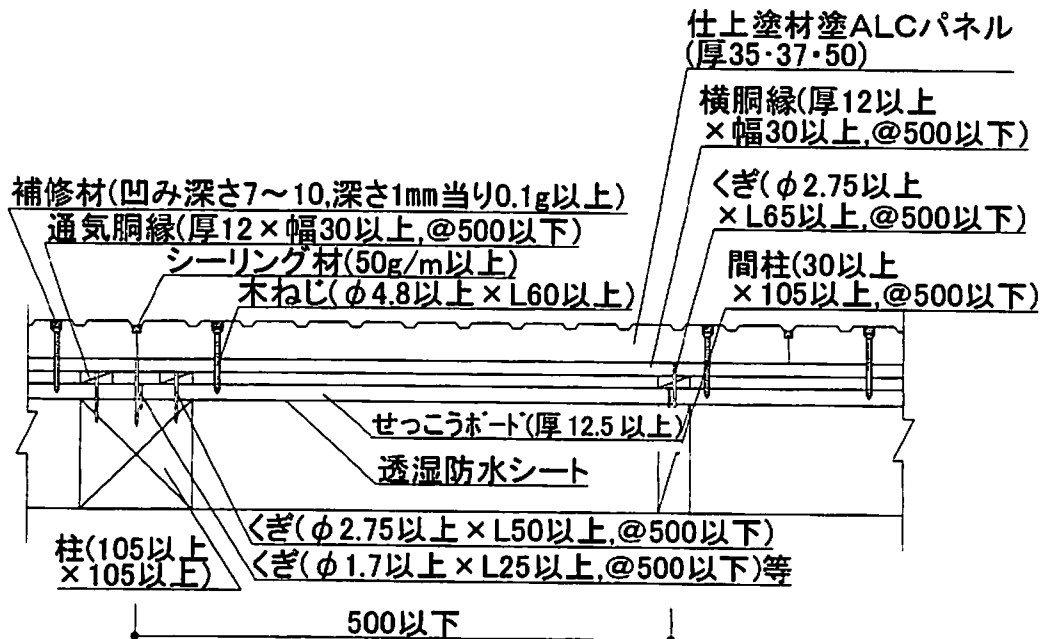 仕上塗材塗ALCパネル
(厚35・37・50)
横胴縁(厚12以上
×幅30以上,@500以下)
補修材(凹み深さ7～10,深さ1mm当り0.1g以上)
通気胴縁(厚12×幅30以上,@500以下)
シーリング材(50g/m以上)
木ねじ(φ4.8以上×L60以上)
くぎ(φ2.75以上
×L65以上,@500以下)
間柱(30以上
×105以上,@500以下)
せっこうボード(厚12.5以上)
透湿防水シート
くぎ(φ2.75以上×L50以上,@500以下)
くぎ(φ1.7以上×L25以上,@500以下)等
柱(105以上
×105以上)
500以下